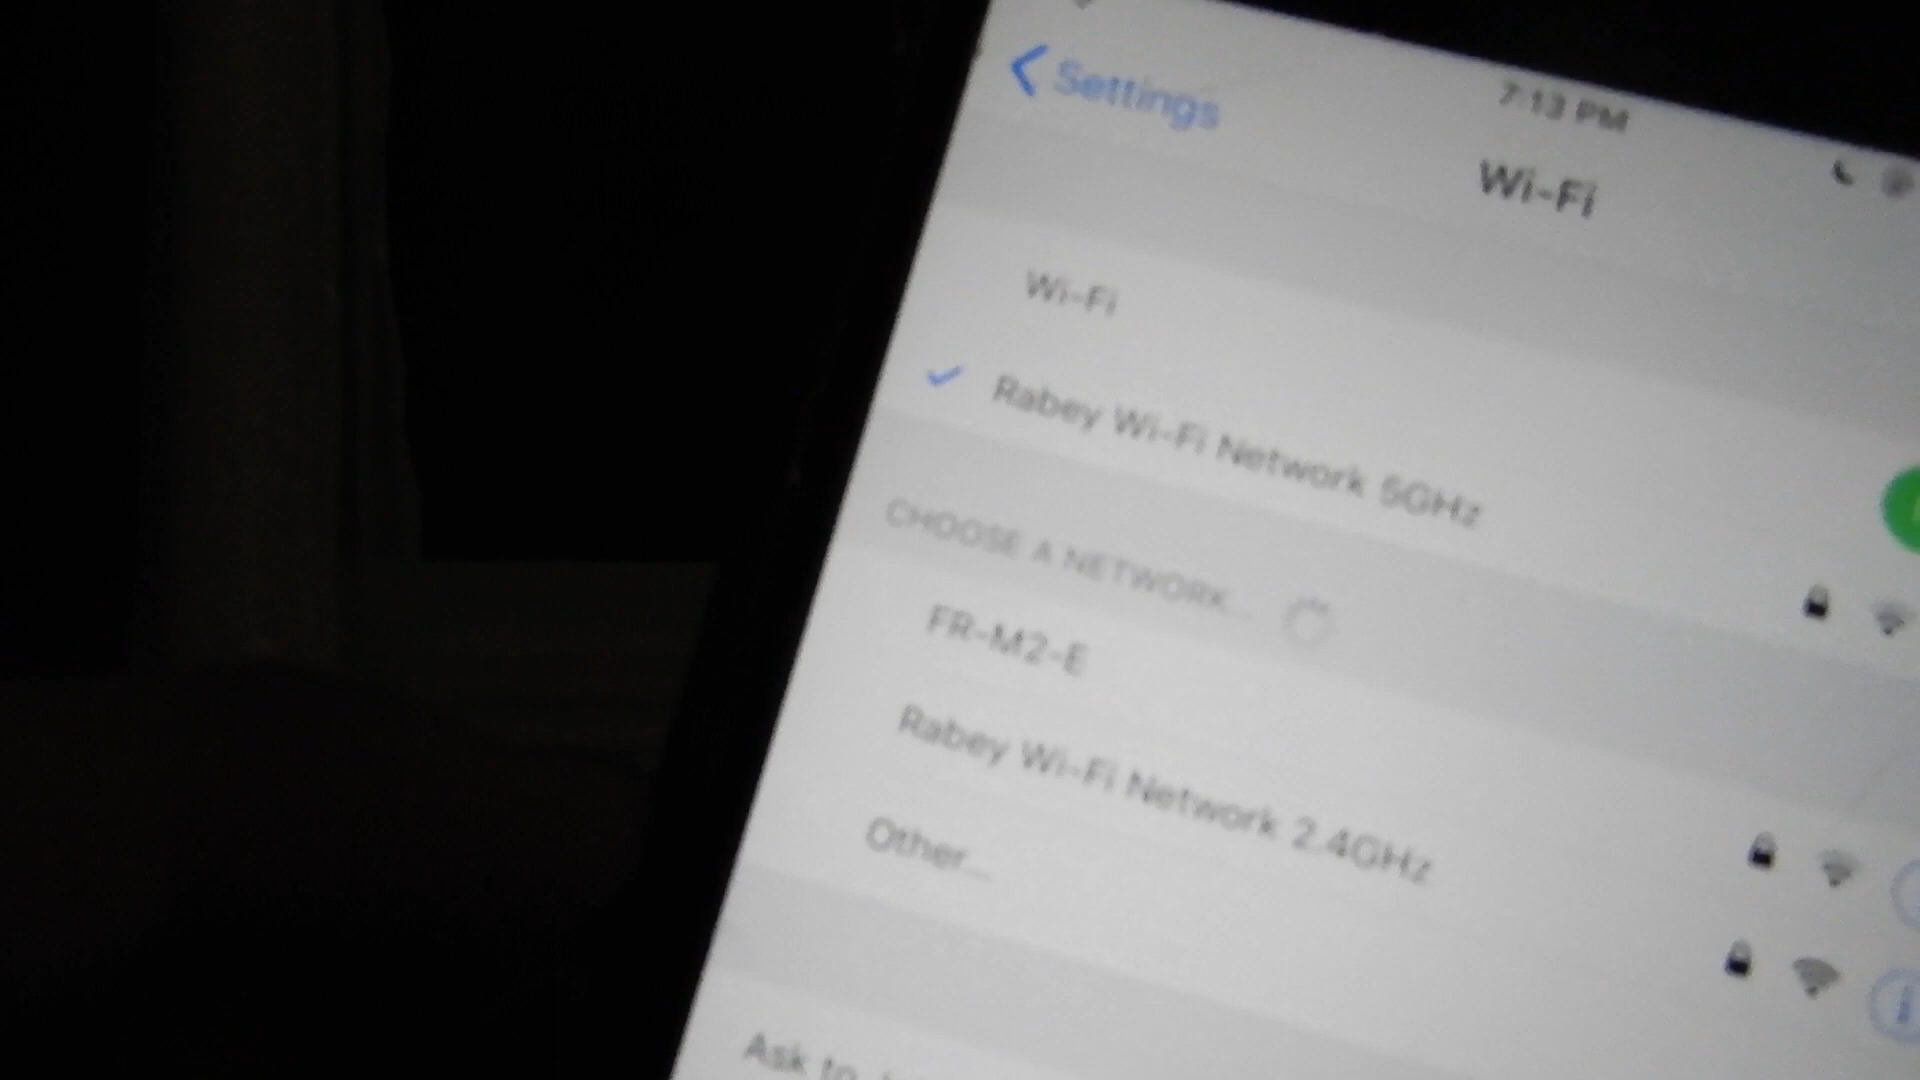 Settings
7:13 PM
Wi-Fi
Wi-Fi
Rabey Wi-Fi Network 5GHz
CHOOSE A NETWORK...
FR-M2-E
Rabey Wi-Fi Network 2.4GHz
Other...
Ask to